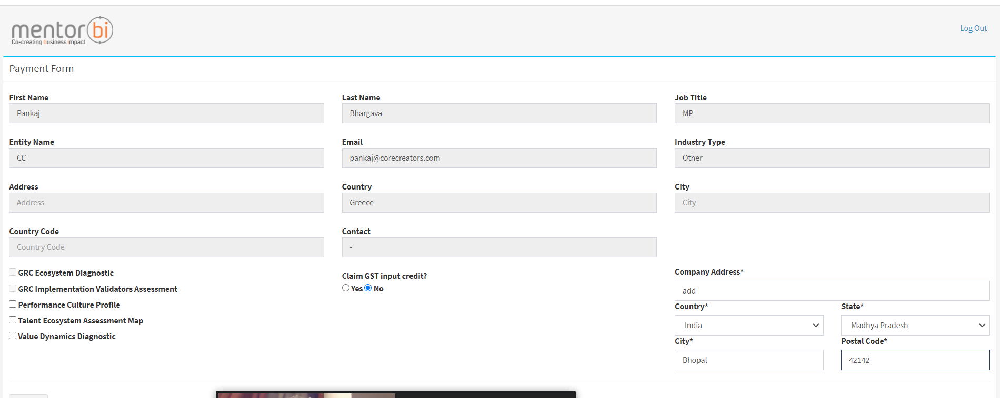 mentor bi
Co-creating business impact
Log Out
Payment Form
First Name
Pankaj
Last Name
Bhargava
Job Title
MP
Entity Name
CC
Email
pankaj@corecreators.com
Industry Type
Other
Address
Address
Country
Greece
City
City
Country Code
Country Code
Contact
-
GRC Ecosystem Diagnostic
GRC Implementation Validators Assessment
Performance Culture Profile
Talent Ecosystem Assessment Map
Value Dynamics Diagnostic
Claim GST input credit?
Yes No
Company Address*
add
Country*
India
State*
Madhya Pradesh
City*
Bhopal
Postal Code*
42142